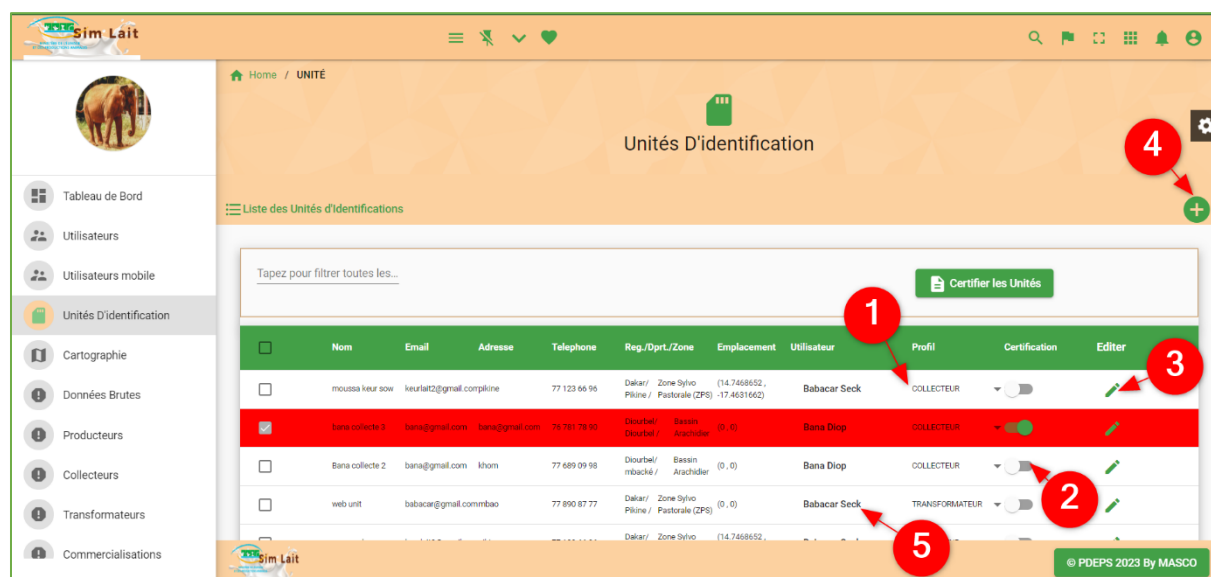 Sim Lait
Home / UNITÉ
Unités D'identification
4
Liste des Unités d'Identifications
Tableau de Bord
Utilisateurs
Utilisateurs mobile
Unités D'identification
Cartographie
Données Brutes
Producteurs
Collecteurs
Transformateurs
Commercialisations
Tapez pour filtrer toutes les...
Certifier les Unités
1
Nom Email Adresse Telephone Reg./Dprt./Zone Emplacement Utilisateur Profil Certification Editer
3
moussa keur sow keurlait2@gmail.com pikine 77 123 66 96 Dakar/ Pikine / Zone Sylvo Pastorale (ZPS) (14.7468652 , -17.4631662) Babacar Seck COLLECTEUR
bana collecte 3 bana@gmail.com bana@gmail.com 76 781 78 90 Diourbel/ Diourbel / Bassin Arachidier (0 , 0) Bana Diop COLLECTEUR
Bana collecte 2 bana@gmail.com khom 77 689 09 98 Diourbel/ mbacké / Bassin Arachidier (0 , 0) Bana Diop COLLECTEUR
2
web unit babacar@gmail.com mbao 77 890 87 77 Dakar/ Pikine / Zone Sylvo Pastorale (ZPS) (0 , 0) Babacar Seck TRANSFORMATEUR
5
Dakar/ Zone Sylvo (14.7468652 ,
Sim Lait
© PDEPS 2023 By MASCO